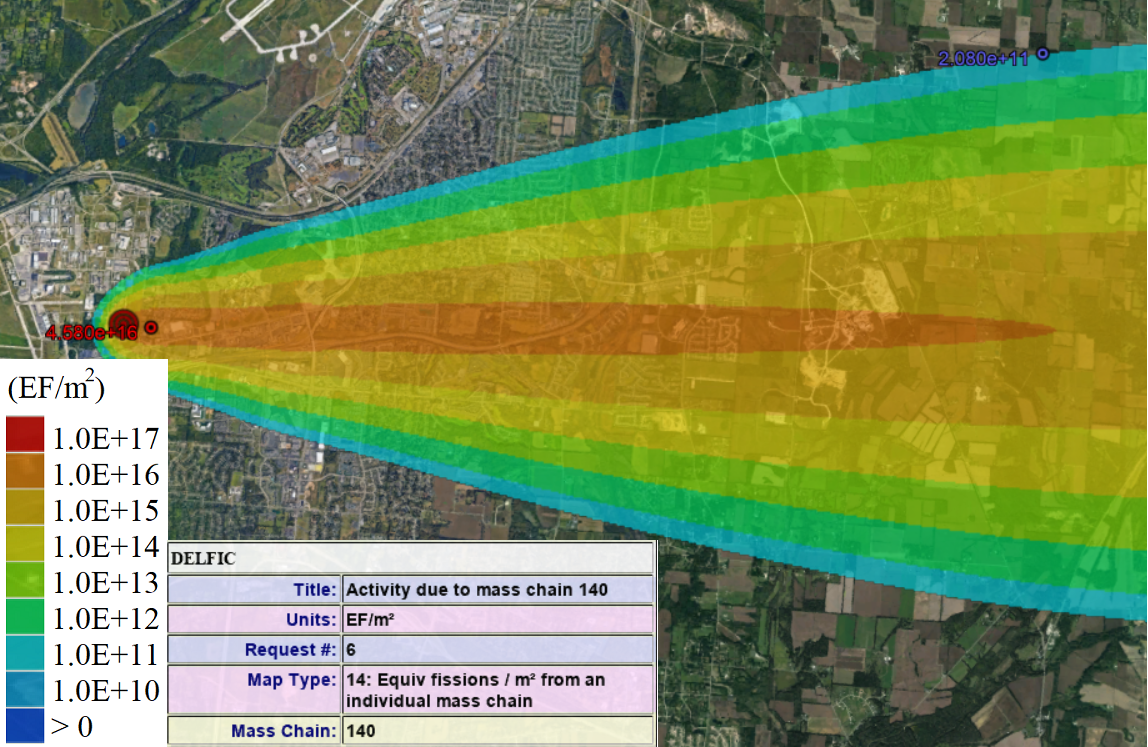 2.080e+11
4.580e+16
(EF/m²)
1.0E+17
1.0E+16
1.0E+15
1.0E+14
1.0E+13
1.0E+12
1.0E+11
1.0E+10
> 0
DELFIC
Title: Activity due to mass chain 140
Units: EF/m²
Request #: 6
Map Type: 14: Equiv fissions / m² from an
individual mass chain
Mass Chain: 140